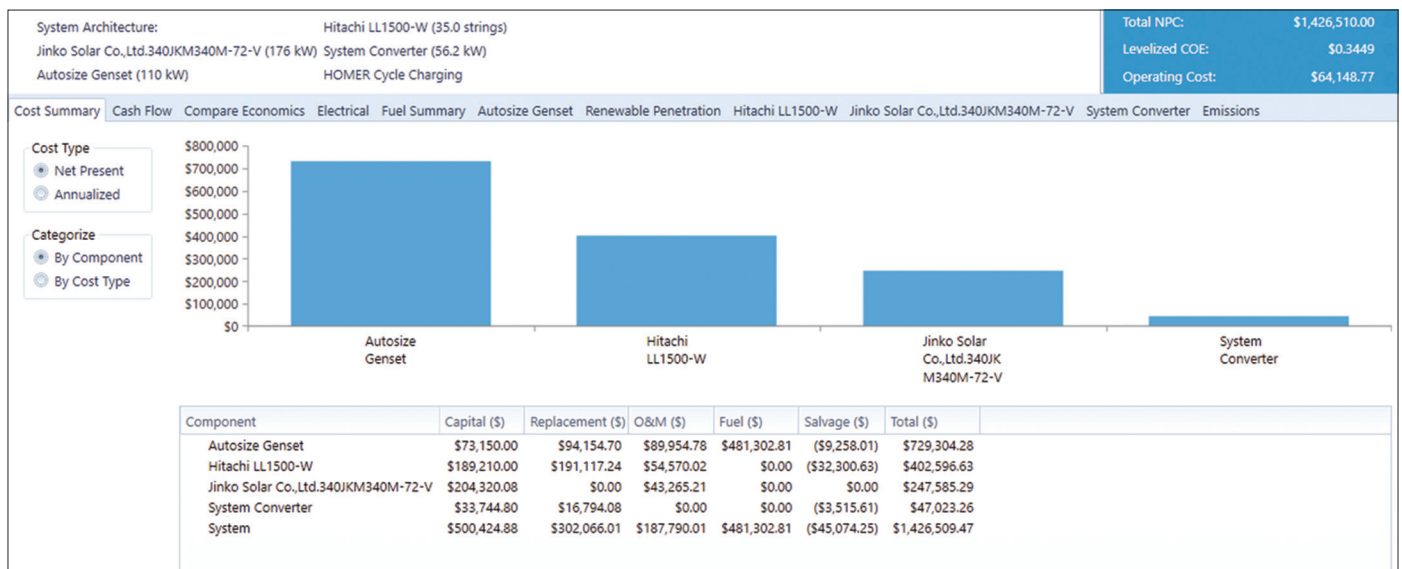 System Architecture: Hitachi LL1500-W (35.0 strings)
Jinko Solar Co.,Ltd.340JKM340M-72-V (176 kW) System Converter (56.2 kW)
Autosize Genset (110 kW) HOMER Cycle Charging
Total NPC: $1,426,510.00
Levelized COE: $0.3449
Operating Cost: $64,148.77
Cost Summary Cash Flow Compare Economics Electrical Fuel Summary Autosize Genset Renewable Penetration Hitachi LL1500-W Jinko Solar Co.,Ltd.340JKM340M-72-V System Converter Emissions
Cost Type
Net Present
Annualized
Categorize
By Component
By Cost Type
$800,000
$700,000
$600,000
$500,000
$400,000
$300,000
$200,000
$100,000
$0
Autosize
Genset
Hitachi
LL1500-W
Jinko Solar
Co.,Ltd.340JK
M340M-72-V
System
Converter
Component Capital ($) Replacement ($) O&M ($) Fuel ($) Salvage ($) Total ($)
Autosize Genset $73,150.00 $94,154.70 $89,954.78 $481,302.81 ($9,258.01) $729,304.28
Hitachi LL1500-W $189,210.00 $191,117.24 $54,570.02 $0.00 ($32,300.63) $402,596.63
Jinko Solar Co.,Ltd.340JKM340M-72-V $204,320.08 $0.00 $43,265.21 $0.00 $0.00 $247,585.29
System Converter $33,744.80 $16,794.08 $0.00 $0.00 ($3,515.61) $47,023.26
System $500,424.88 $302,066.01 $187,790.01 $481,302.81 ($45,074.25) $1,426,509.47